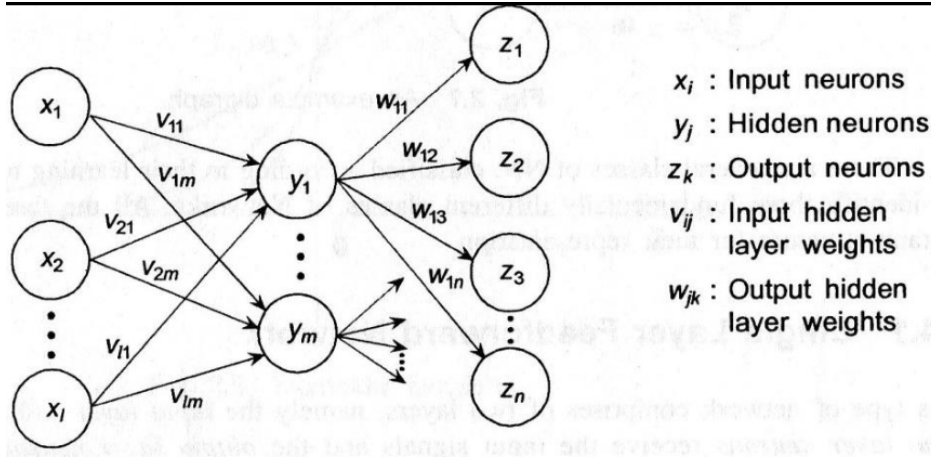 x1
x2
xl
v11
v1m
v21
v2m
vl1
vlm
y1
ym
w11
w12
w13
w1n
z1
z2
z3
zn
xi : Input neurons
yj : Hidden neurons
zk : Output neurons
vij : Input hidden
layer weights
wjk : Output hidden
layer weights